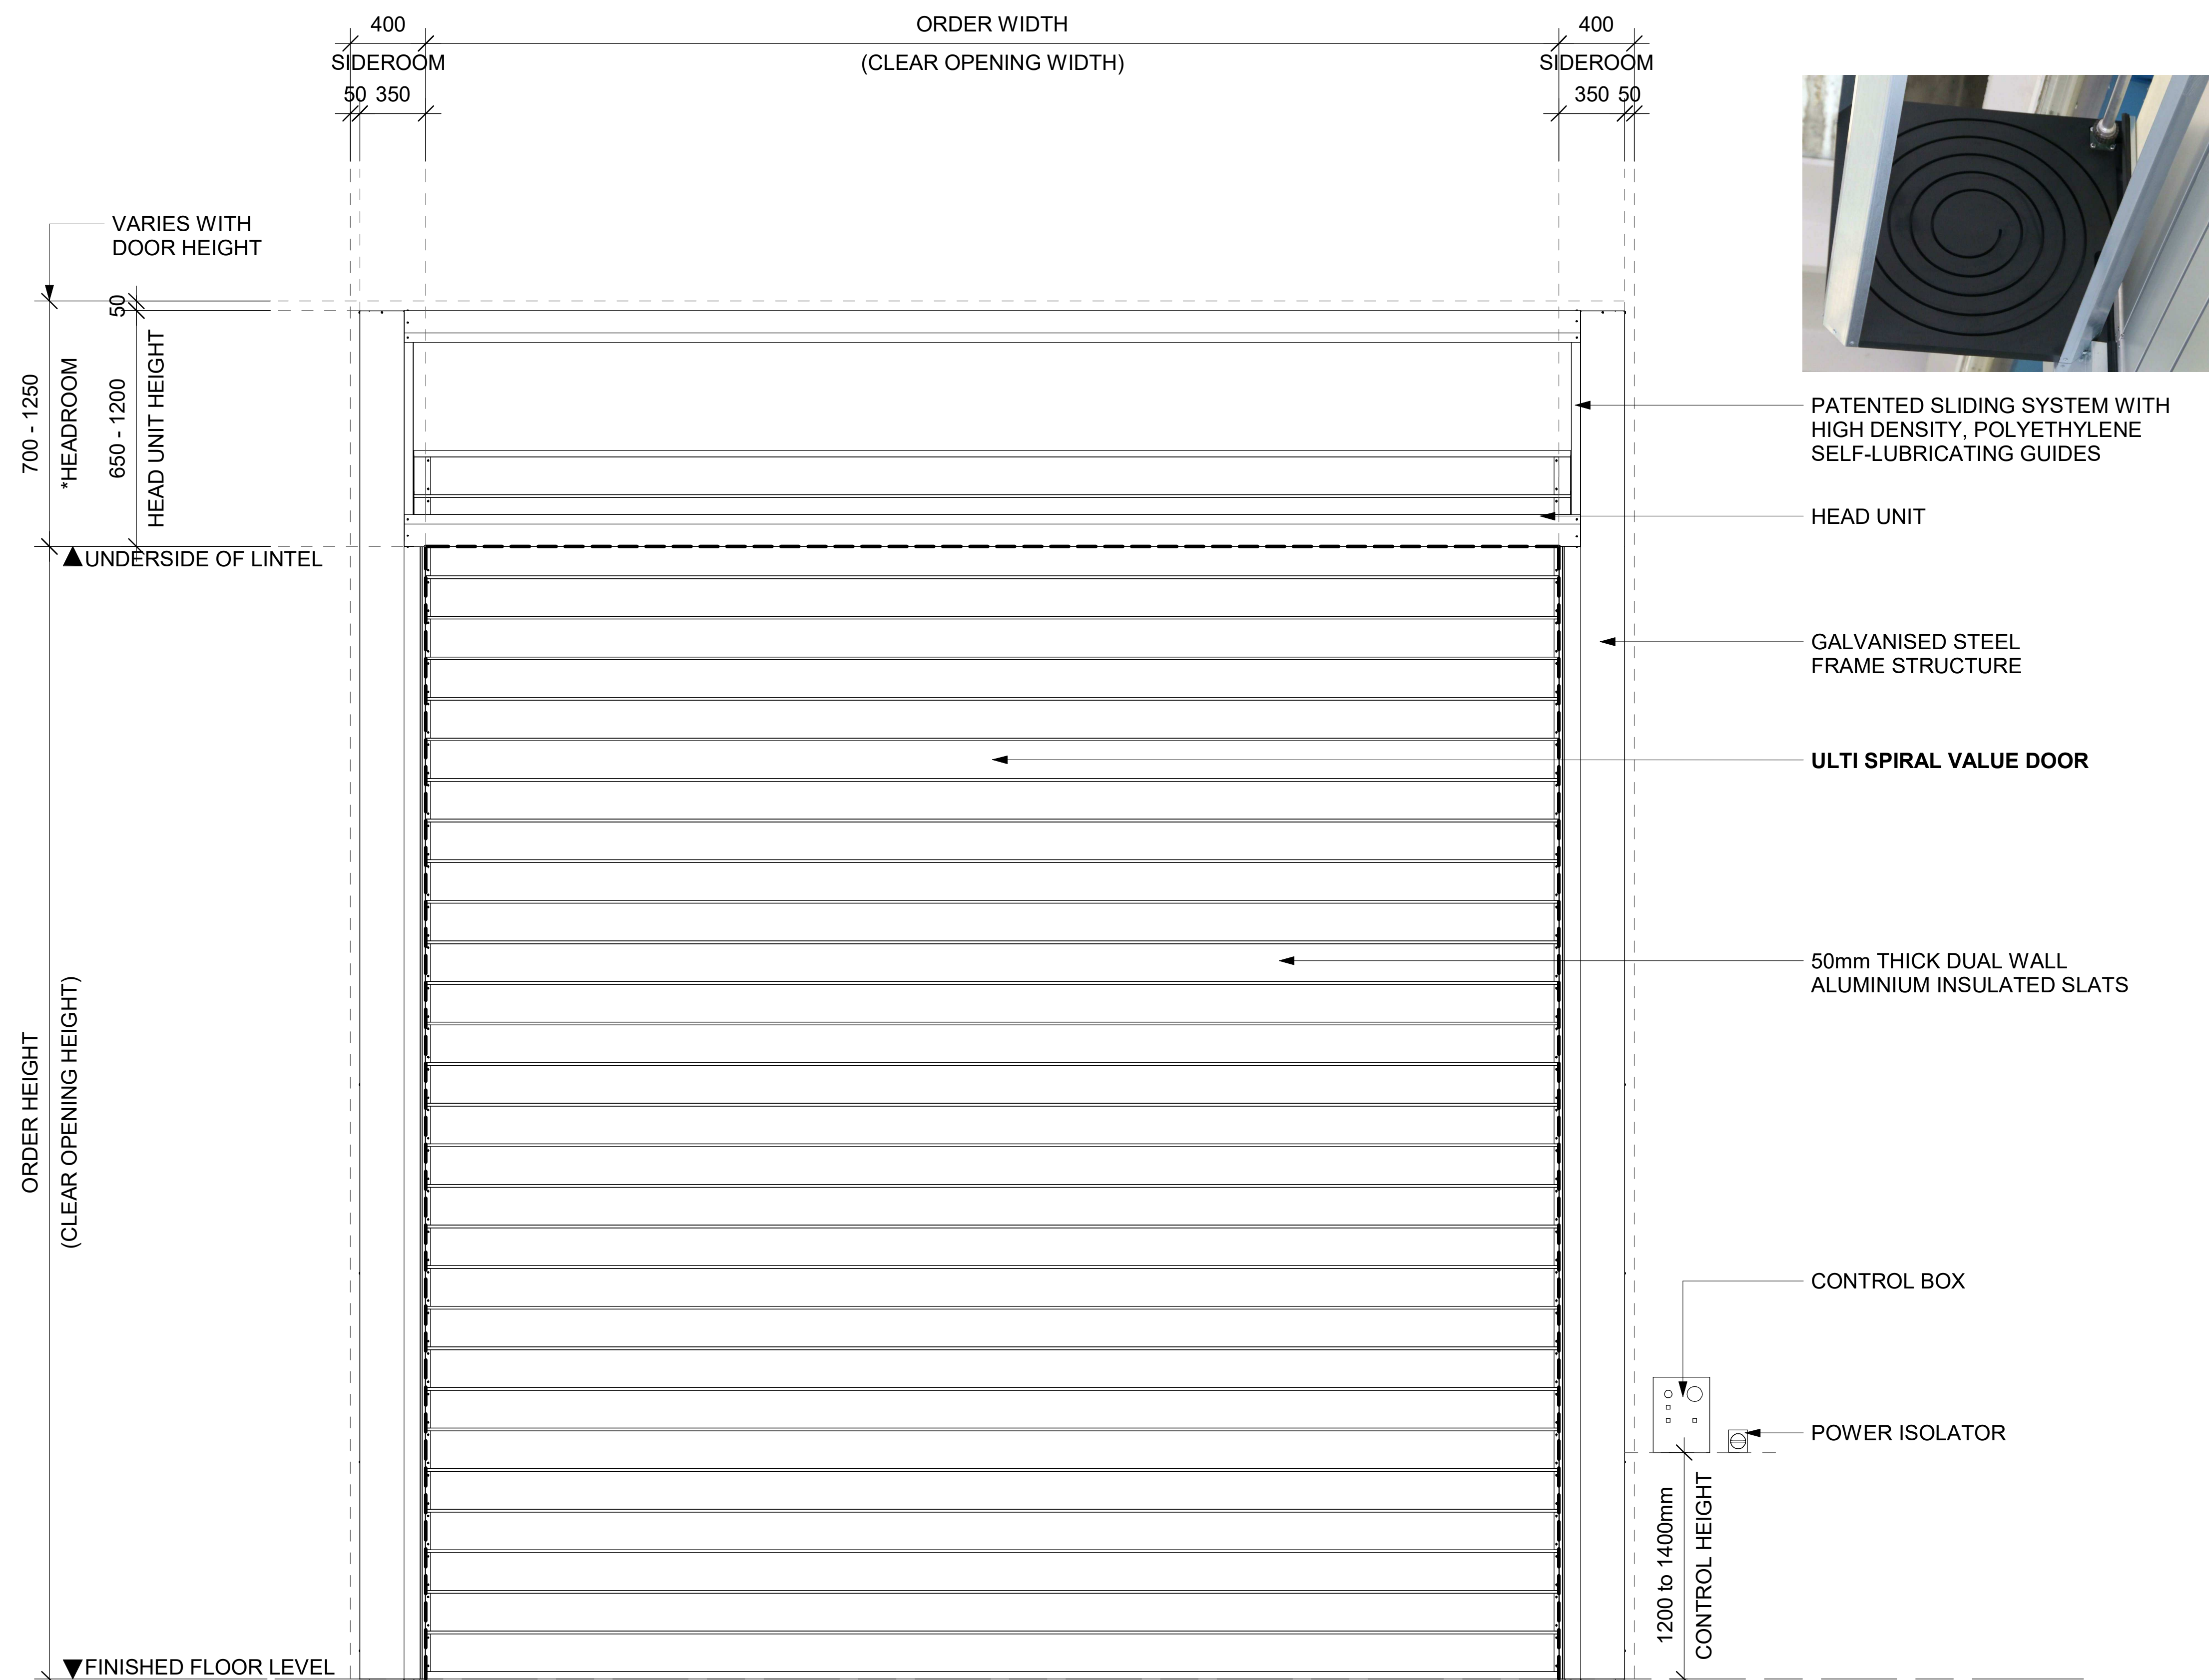 400
ORDER WIDTH
400
SIDEROOM
(CLEAR OPENING WIDTH)
SIDEROOM
50 350
350 50
VARIES WITH
DOOR HEIGHT
50
700 - 1250
*HEADROOM
650 - 1200
HEAD UNIT HEIGHT
PATENTED SLIDING SYSTEM WITH
HIGH DENSITY, POLYETHYLENE
SELF-LUBRICATING GUIDES
HEAD UNIT
▲UNDERSIDE OF LINTEL
GALVANISED STEEL
FRAME STRUCTURE
ULTI SPIRAL VALUE DOOR
50mm THICK DUAL WALL
ALUMINIUM INSULATED SLATS
ORDER HEIGHT
(CLEAR OPENING HEIGHT)
CONTROL BOX
POWER ISOLATOR
1200 to 1400mm
CONTROL HEIGHT
▼FINISHED FLOOR LEVEL